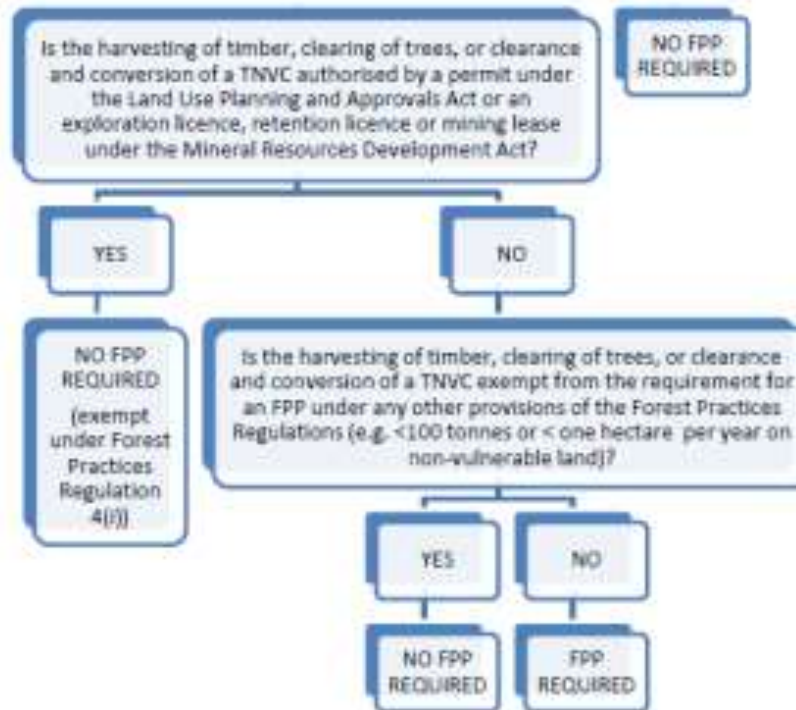 Is the harvesting of timber, clearing of trees, or clearance
and conversion of a TNVC authorised by a permit under
the Land Use Planning and Approvals Act or an
exploration licence, retention licence or mining lease
under the Mineral Resources Development Act?
NO FPP
REQUIRED
YES
NO
NO FPP
REQUIRED
(exempt
under Forest
Practices
Regulation
4(i))
Is the harvesting of timber, clearing of trees, or clearance
and conversion of a TNVC exempt from the requirement for
an FPP under any other provisions of the Forest Practices
Regulations (e.g. <100 tonnes or < one hectare per year on
non-vulnerable land)?
YES
NO
NO FPP
REQUIRED
FPP
REQUIRED